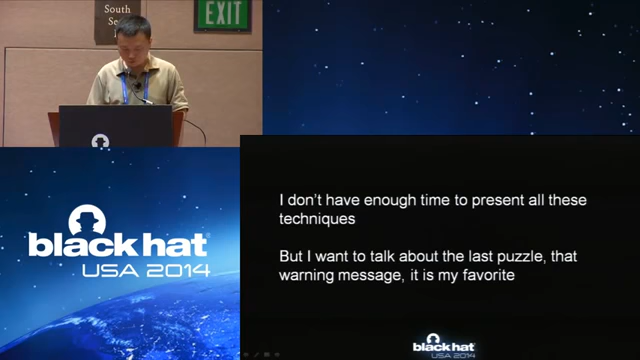 South
Se
EXIT
black hat
USA 2014
I don't have enough time to present all these
techniques
But I want to talk about the last puzzle, that
warning message, it is my favorite
black hat
USA 2014